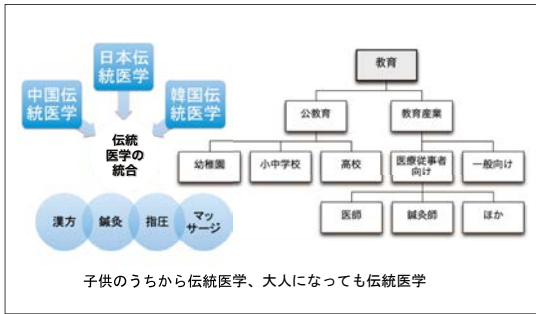 日本伝
統医学
中国伝
統医学
韓国伝
統医学
伝統
医学の
統合
漢方
鍼灸
指圧
マッ
サージ
教育
公教育
教育産業
幼稚園
小中学校
高校
医療従事者
向け
一般向け
医師
鍼灸師
ほか
子供のうちから伝統医学、大人になっても伝統医学